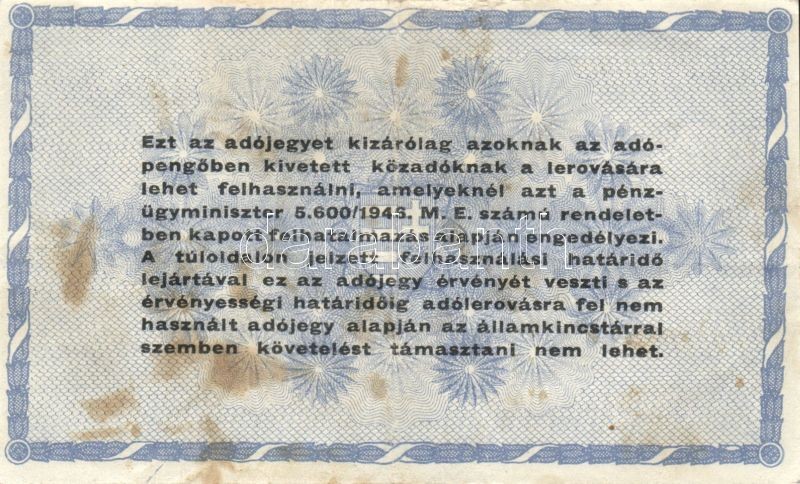 Ezt az adójegyet kizárólag azoknak az adó-
pengőben kivetett közadóknak a lerovására
lehet felhasználni, amelyeknél azt a pénz-
ügyminiszter 5.600/1945. M. E. számú rendelet-
ben kapott felhatalmazás alapján engedélyezi.
A túloldalon jelzett felhasználási határidő
lejártával ez az adójegy érvényét veszti s az
érvényességi határidőig adólerovásra fel nem
használt adójegy alapján az államkincstárral
szemben követelést támasztani nem lehet.
darabanth